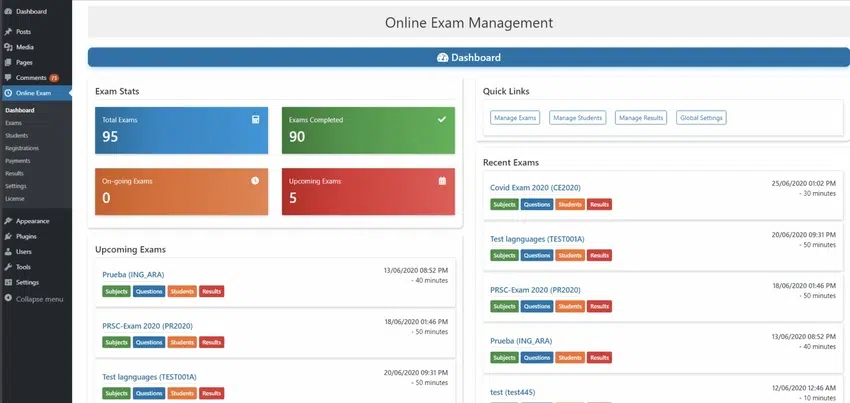 Dashboard
Posts
Media
Pages
Comments 75
Online Exam
Dashboard
Exams
Students
Registrations
Payments
Results
Settings
License
Appearance
Plugins
Users
Tools
Settings
Collapse menu
Online Exam Management
Dashboard
Exam Stats
Total Exams
95
Exams Completed
90
On-going Exams
0
Upcoming Exams
5
Upcoming Exams
Prueba (ING_ARA)
13/06/2020 08:52 PM
- 40 minutes
Subjects Questions Students Results
PRSC-Exam 2020 (PR2020)
18/06/2020 01:46 PM
- 50 minutes
Subjects Questions Students Results
Test lagnguages (TEST001A)
20/06/2020 09:31 PM
- 50 minutes
Subjects Questions Students Results
Quick Links
Manage Exams Manage Students Manage Results Global Settings
Recent Exams
Covid Exam 2020 (CE2020)
25/06/2020 01:02 PM
- 30 minutes
Subjects Questions Students Results
Test lagnguages (TEST001A)
20/06/2020 09:31 PM
- 50 minutes
Subjects Questions Students Results
PRSC-Exam 2020 (PR2020)
18/06/2020 01:46 PM
- 50 minutes
Subjects Questions Students Results
Prueba (ING_ARA)
13/06/2020 08:52 PM
- 40 minutes
Subjects Questions Students Results
test (test445)
12/06/2020 12:46 AM
- 10 minutes
Subjects Questions Students Results